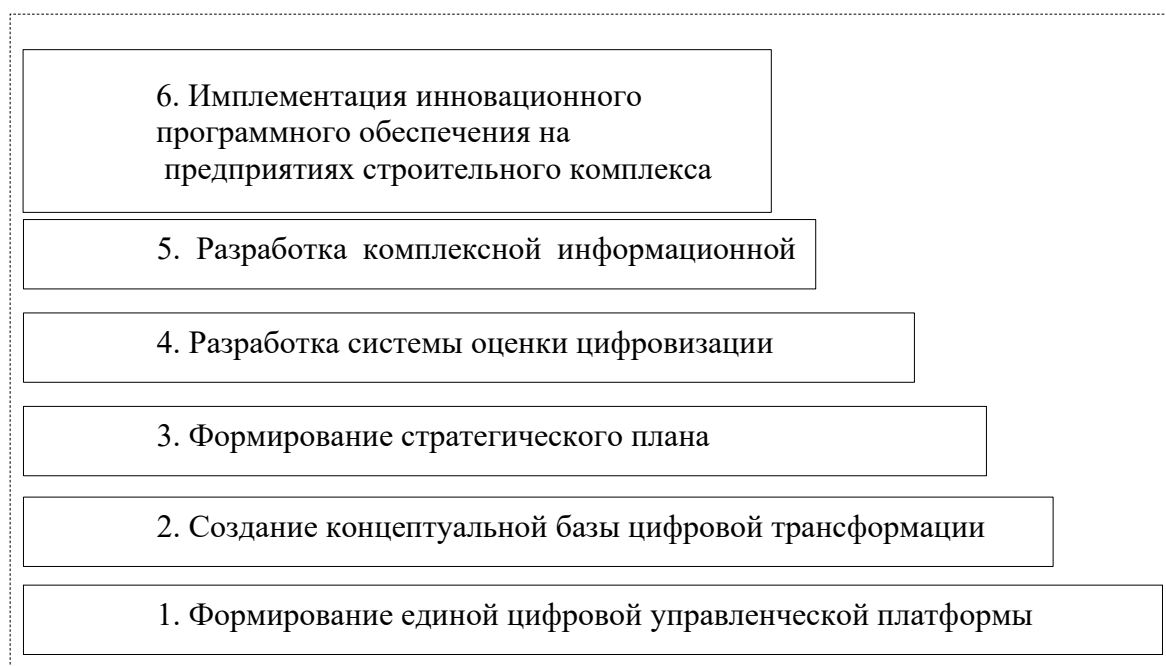 6. Имплементация инновационного
программного обеспечения на
предприятиях строительного комплекса
5. Разработка комплексной информационной
4. Разработка системы оценки цифровизации
3. Формирование стратегического плана
2. Создание концептуальной базы цифровой трансформации
1. Формирование единой цифровой управленческой платформы